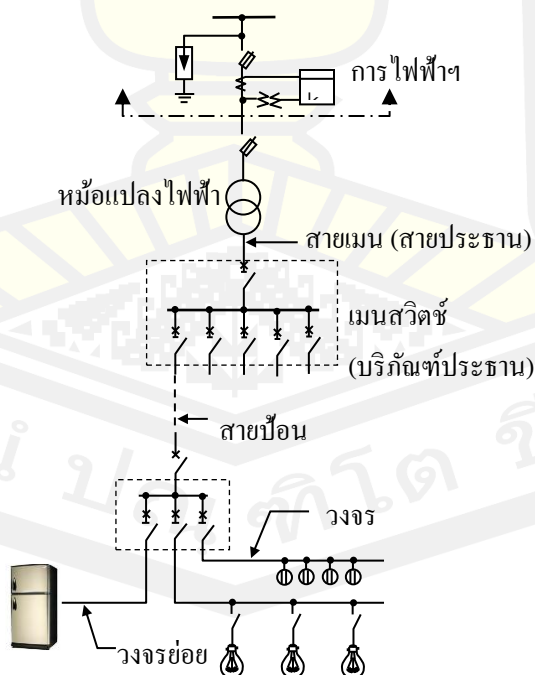 การไฟฟ้าฯ
หม้อแปลงไฟฟ้า
สายเมน (สายประธาน)
เมนสวิตช์
(บริภัณฑ์ประธาน)
สายป้อน
วงจร
วงจรย่อย